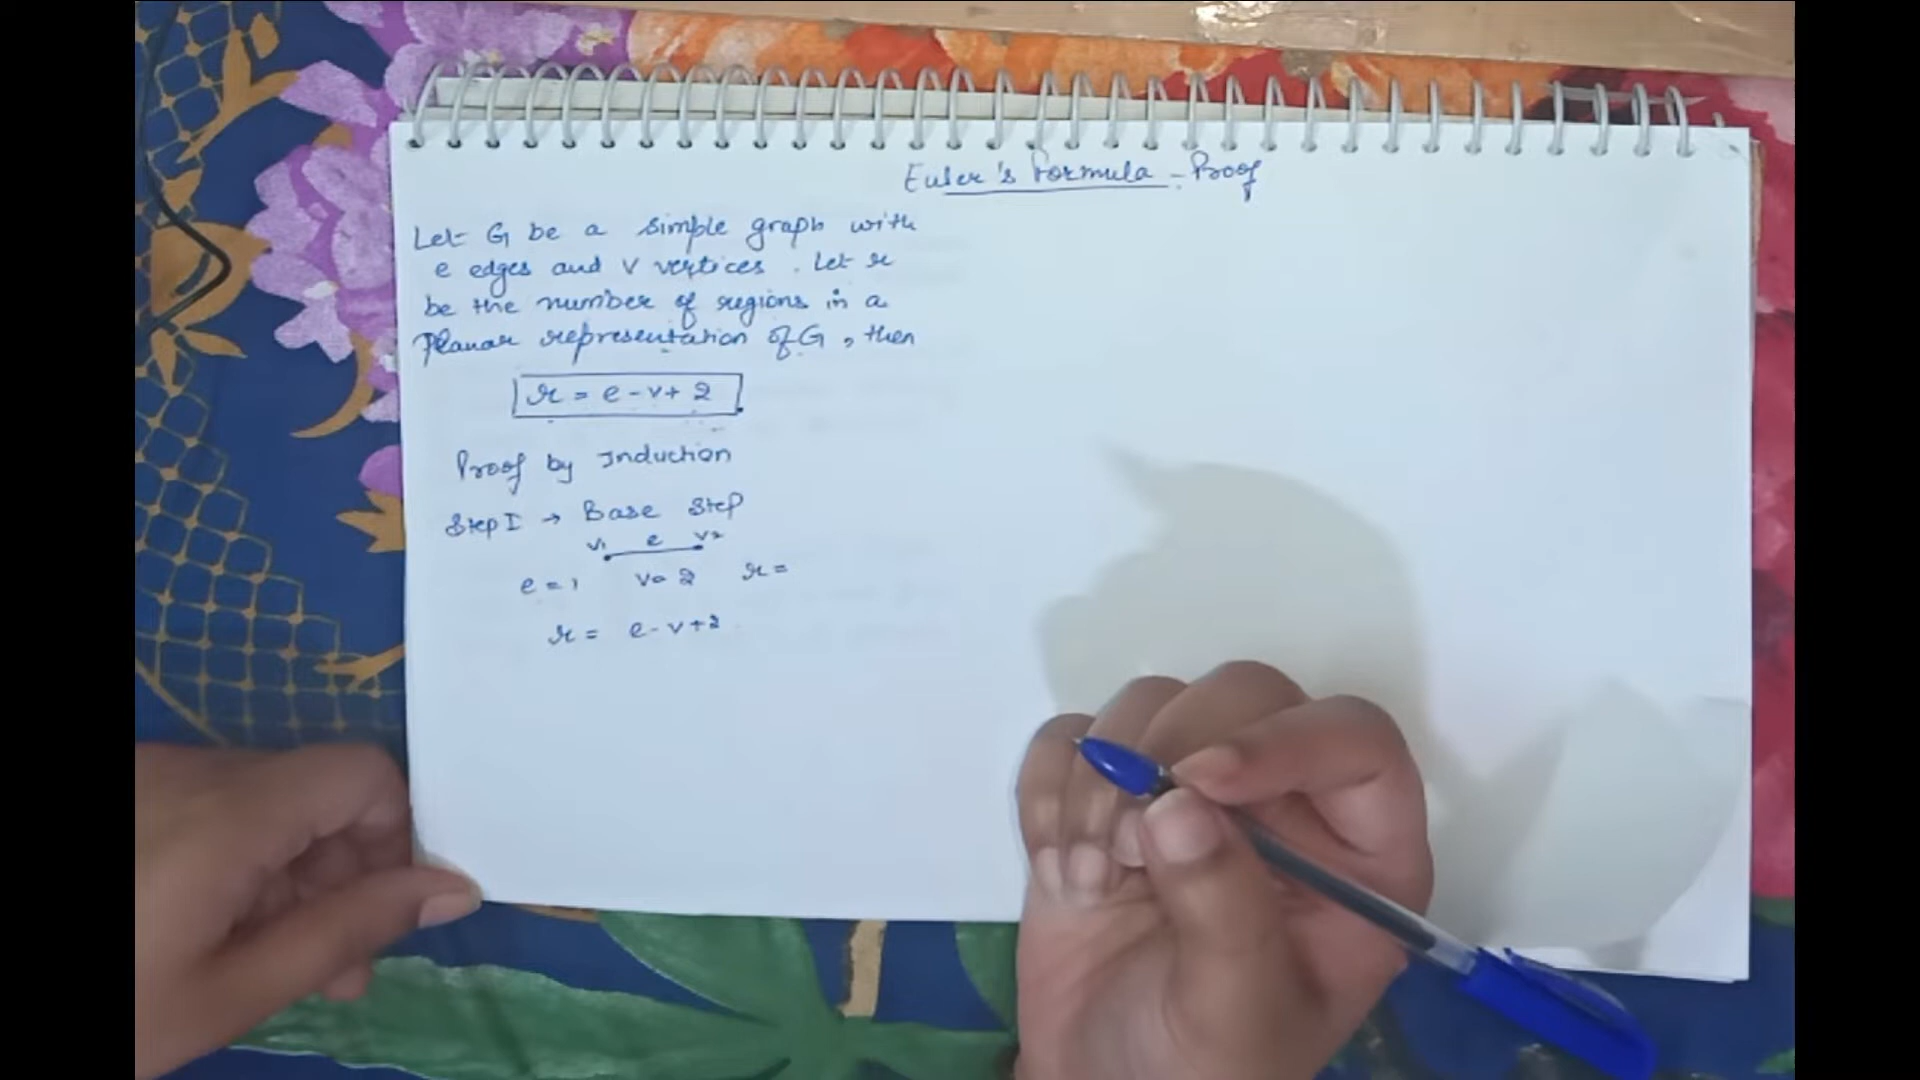 Euler's Formula - Proof
Let G be a simple graph with
e edges and v vertices. Let r
be the number of regions in a
Planar representation of G, then
r = e - v + 2
Proof by Induction
Step I → Base Step
v1 e v2
e = 1 v = 2 r =
r = e - v + 2